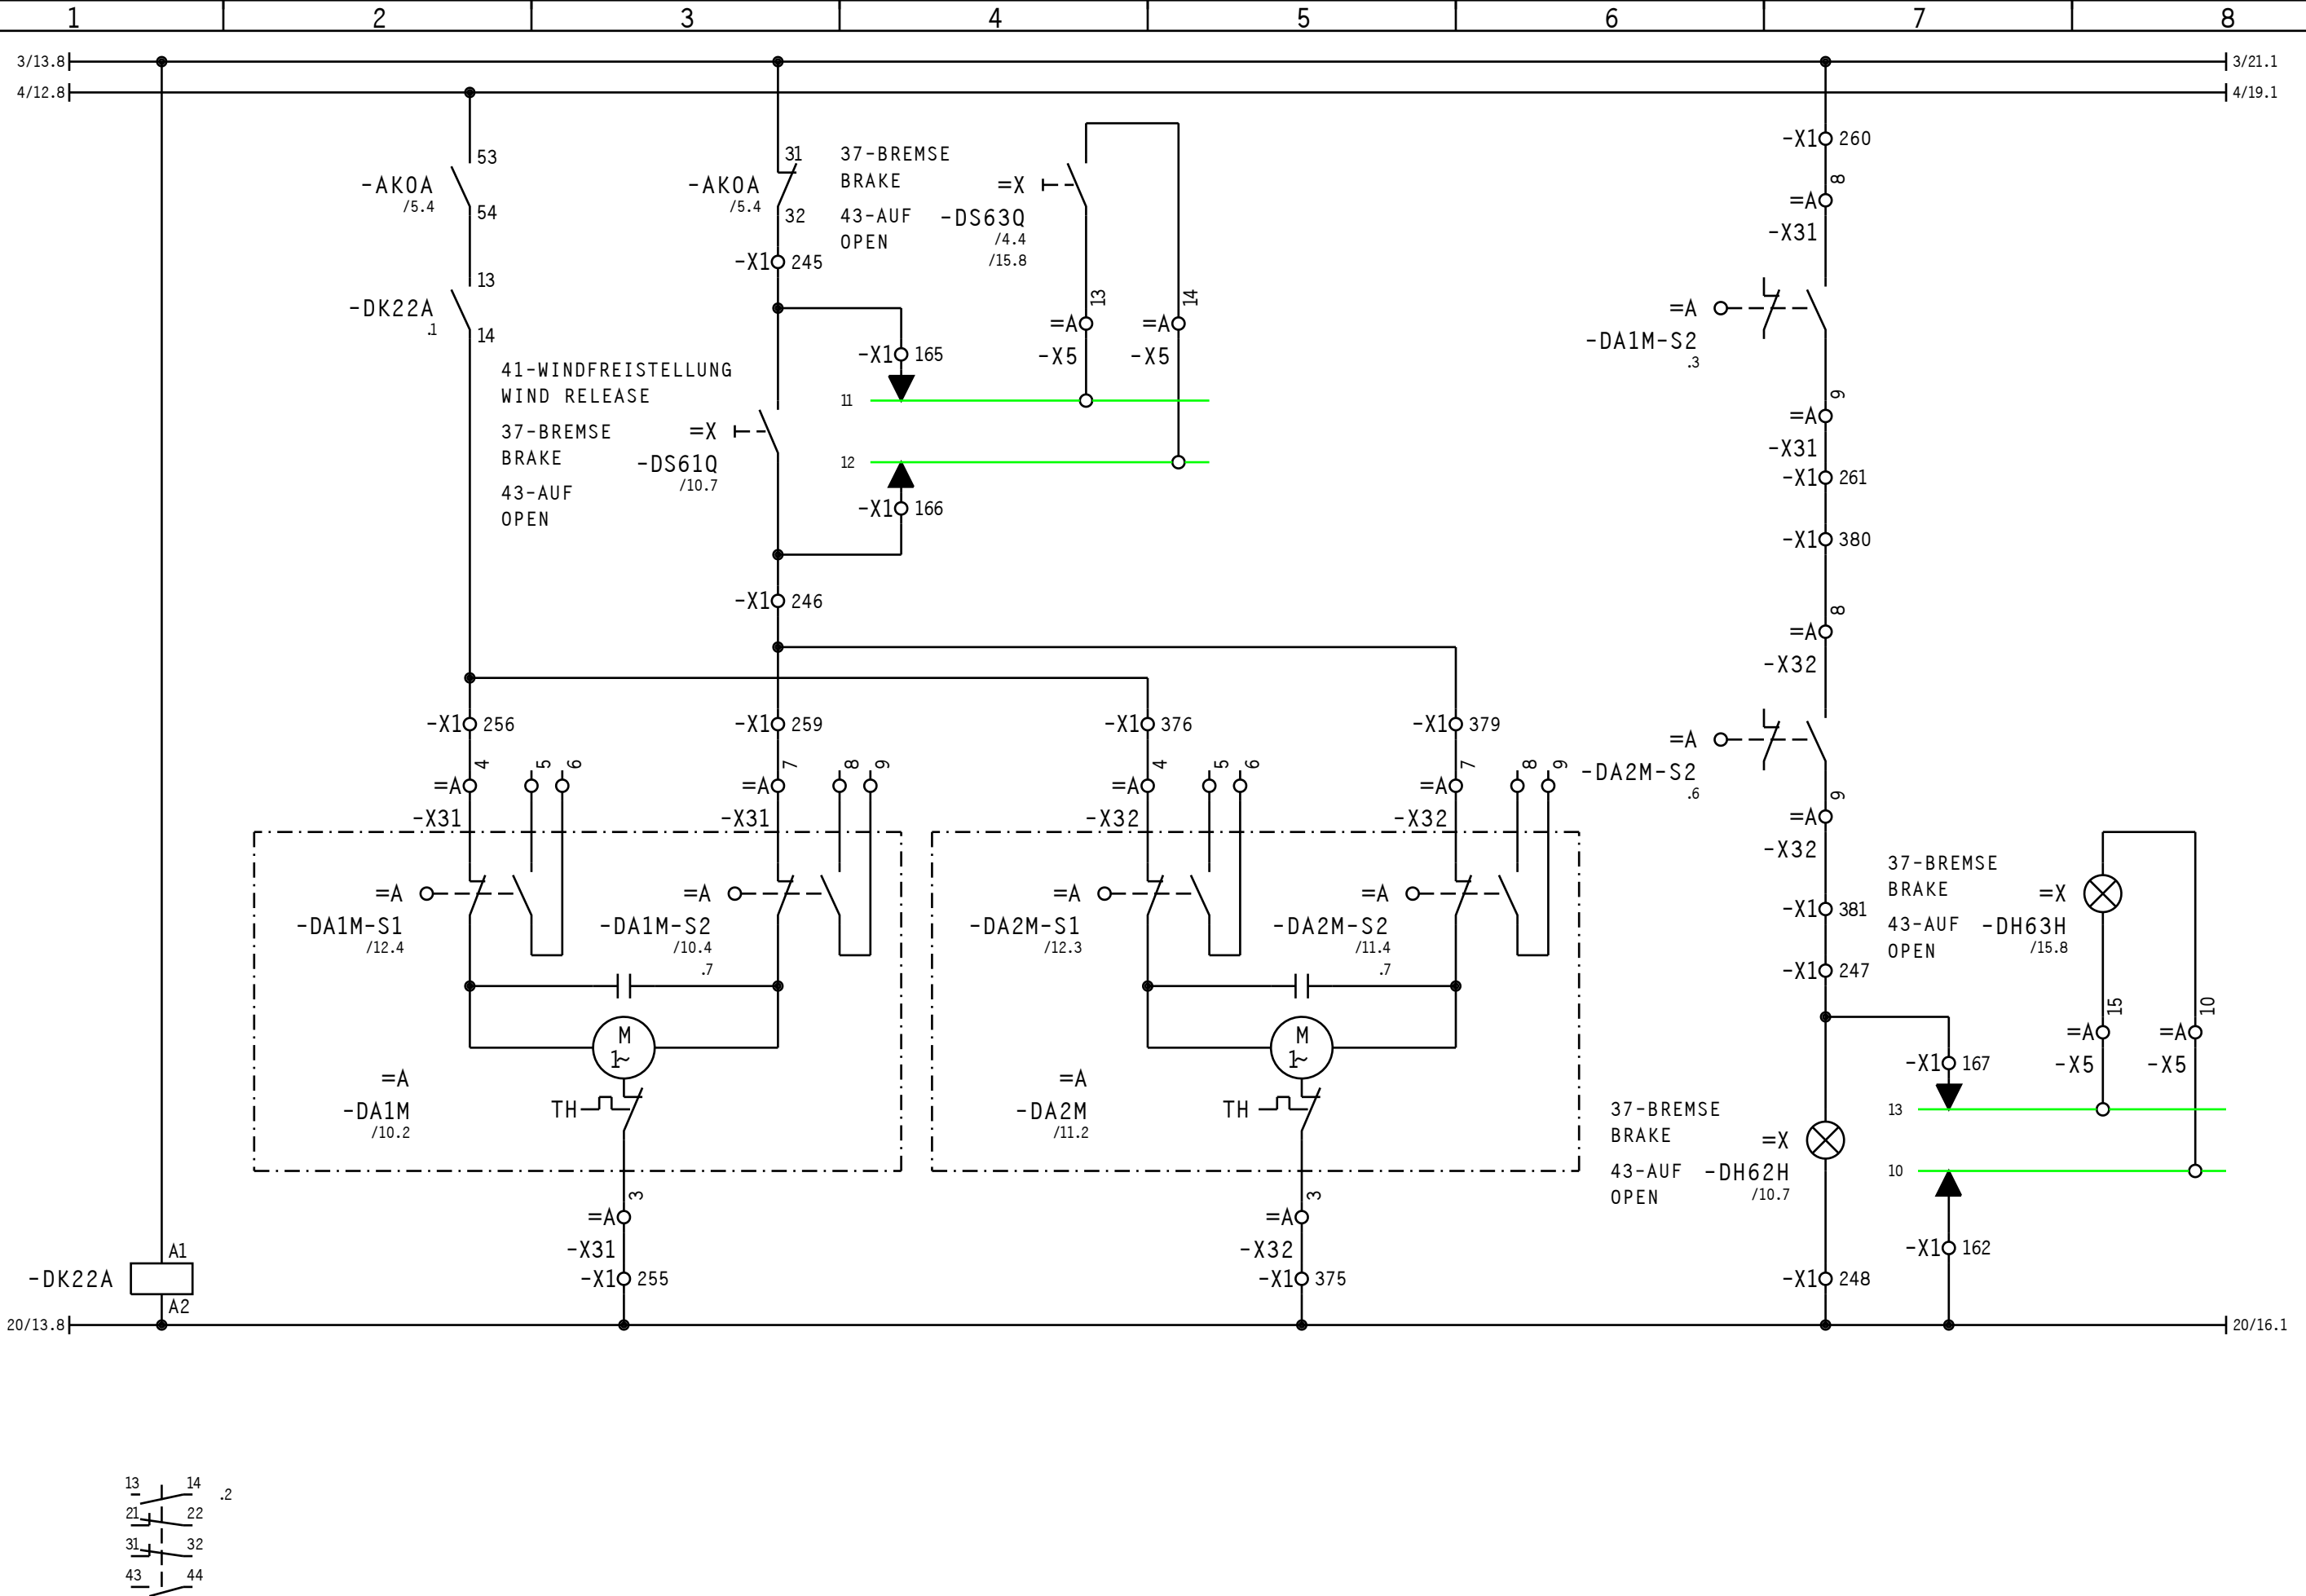 1 2 3 4 5 6 7 8
3/13.8 3/21.1
4/12.8 4/19.1
53
-AK0A
/5.4
54
13
-DK22A
.1
14
31
-AK0A
/5.4
32
-X1 245
37-BREMSE
BRAKE
43-AUF
OPEN
=X
-DS63Q
/4.4
/15.8
13
=A
-X5
14
=A
-X5
-X1 165
11
12
-X1 166
41-WINDFREISTELLUNG
WIND RELEASE
37-BREMSE
BRAKE
43-AUF
OPEN
=X
-DS61Q
/10.7
-X1 246
-X1 260
8
=A
-X31
=A
-DA1M-S2
.3
9
=A
-X31
-X1 261
-X1 380
8
=A
-X32
=A
-DA2M-S2
.6
9
=A
-X32
-X1 381
-X1 247
-X1 256
4 5 6
=A
-X31
-X1 259
7 8 9
=A
-X31
-X1 376
4 5 6
=A
-X32
-X1 379
7 8 9
=A
-X32
=A
-DA1M-S1
/12.4
=A
-DA1M-S2
/10.4
.7
=A
-DA2M-S1
/12.3
=A
-DA2M-S2
/11.4
.7
M
1~
=A
-DA1M
/10.2
TH
3
=A
-X31
-X1 255
M
1~
=A
-DA2M
/11.2
TH
3
=A
-X32
-X1 375
37-BREMSE
BRAKE
43-AUF
OPEN
=X
-DH63H
/15.8
15
=A
-X5
10
=A
-X5
-X1 167
13
10
-X1 162
37-BREMSE
BRAKE
43-AUF
OPEN
=X
-DH62H
/10.7
-X1 248
A1
-DK22A
A2
20/13.8 20/16.1
13 14 .2
21 22
31 32
43 44